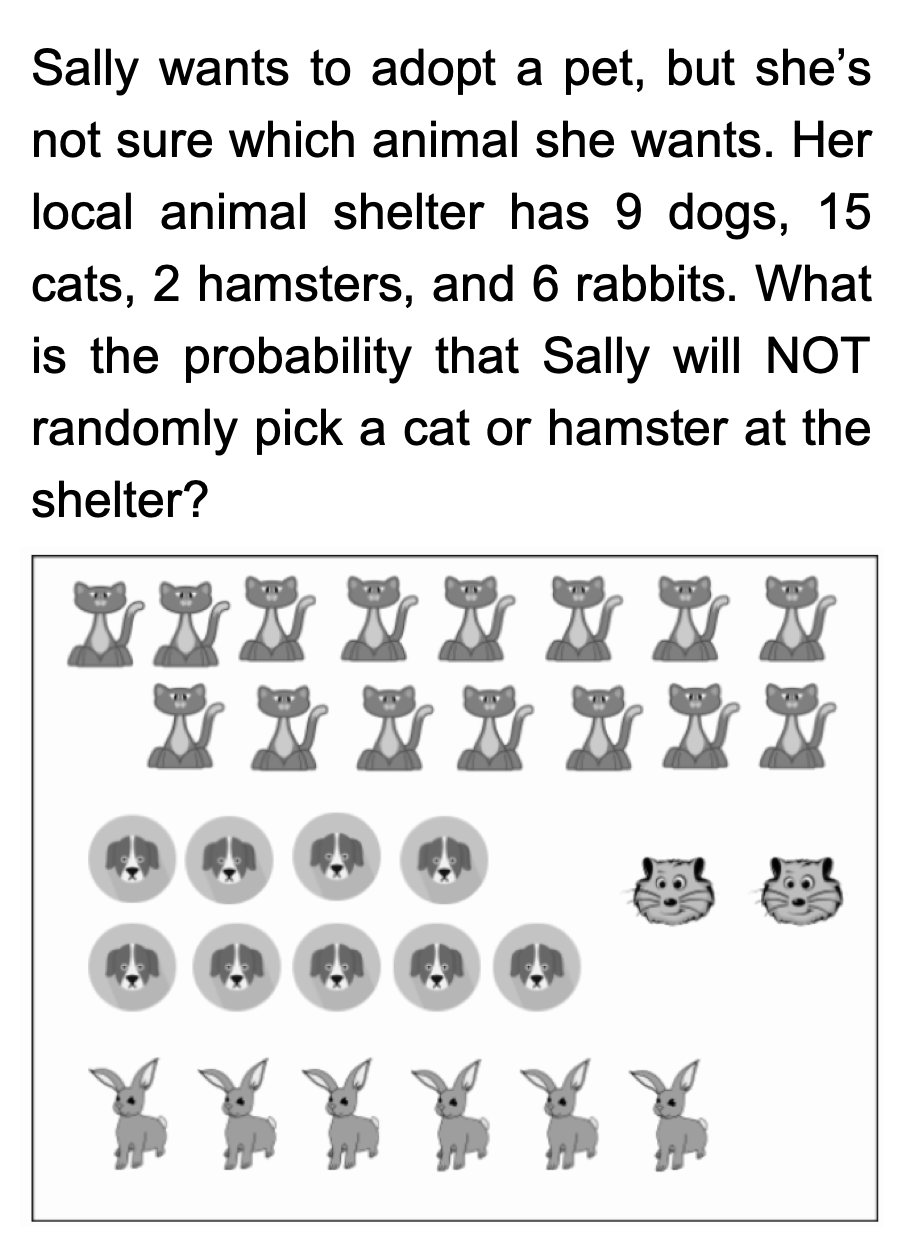 Sally wants to adopt a pet, but she’s
not sure which animal she wants. Her
local animal shelter has 9 dogs, 15
cats, 2 hamsters, and 6 rabbits. What
is the probability that Sally will NOT
randomly pick a cat or hamster at the
shelter?